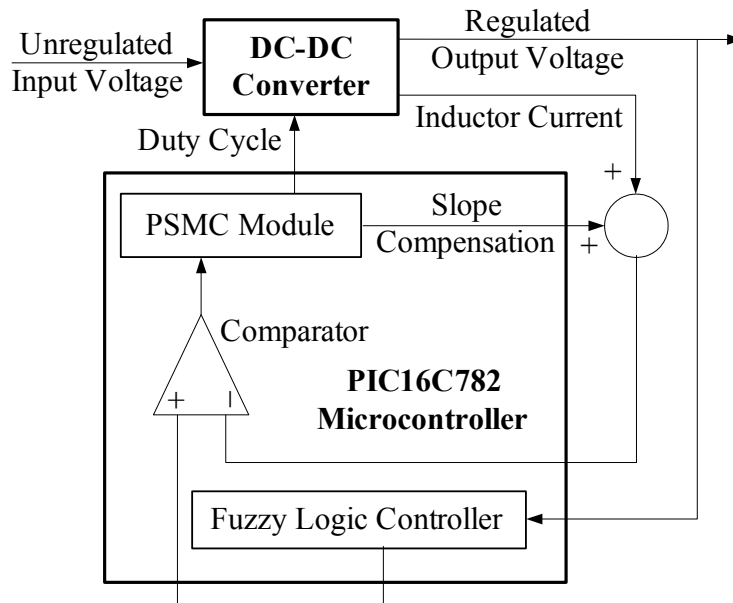 Unregulated
Input Voltage
DC-DC
Converter
Regulated
Output Voltage
Inductor Current
Duty Cycle
+
PSMC Module
Slope
Compensation
+
Comparator
+
−
PIC16C782
Microcontroller
Fuzzy Logic Controller